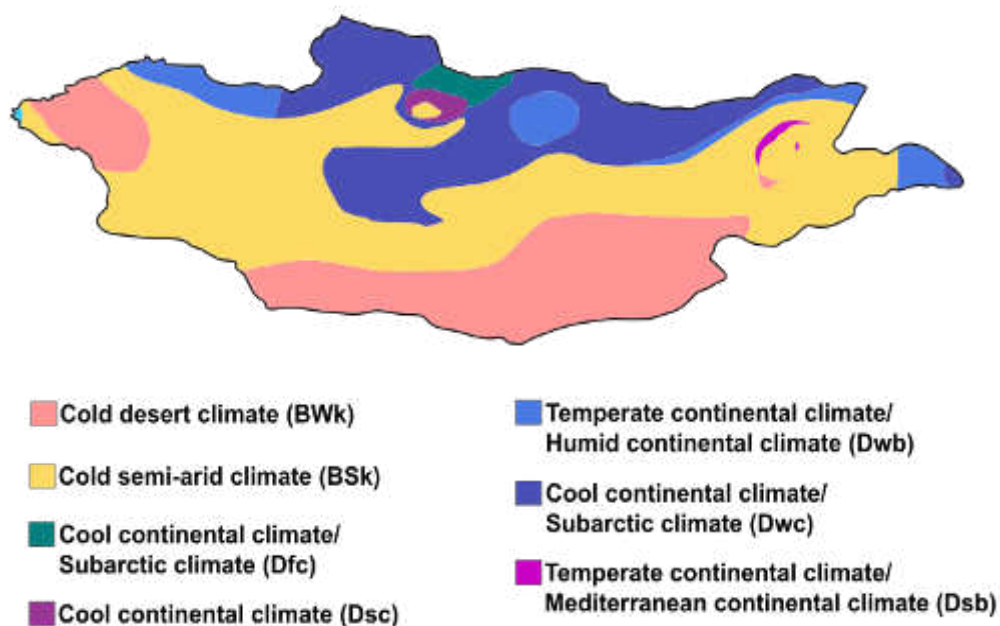 Cold desert climate (BWk)
Cold semi-arid climate (BSk)
Cool continental climate/
Subarctic climate (Dfc)
Cool continental climate (Dsc)
Temperate continental climate/
Humid continental climate (Dwb)
Cool continental climate/
Subarctic climate (Dwc)
Temperate continental climate/
Mediterranean continental climate (Dsb)